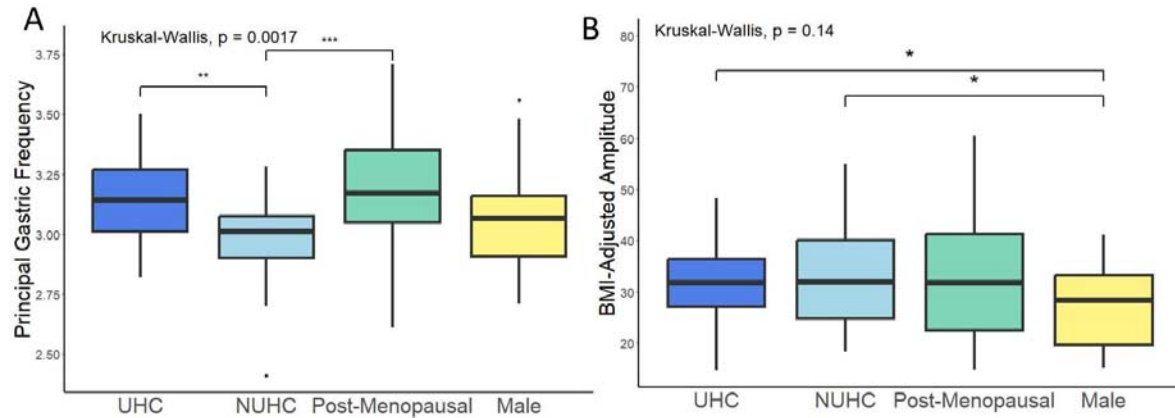 A
Kruskal-Wallis, p = 0.0017
***
**
Principal Gastric Frequency
3.75
3.50
3.25
3.00
2.75
2.50
UHC NUHC Post-Menopausal Male
B
Kruskal-Wallis, p = 0.14
*
*
BMI-Adjusted Amplitude
80
70
60
50
40
30
20
UHC NUHC Post-Menopausal Male